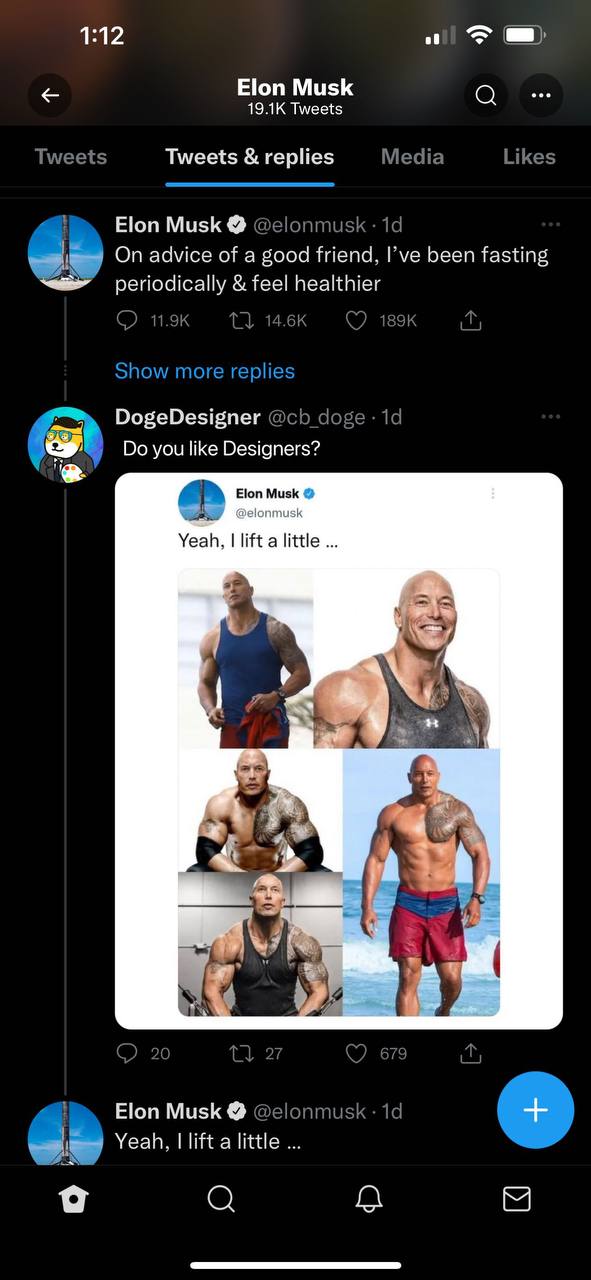 1:12
Elon Musk
19.1K Tweets
Tweets Tweets & replies Media Likes
Elon Musk @elonmusk · 1d
On advice of a good friend, I’ve been fasting
periodically & feel healthier
11.9K 14.6K 189K
Show more replies
DogeDesigner @cb_doge · 1d
Do you like Designers?
Elon Musk
@elonmusk
Yeah, I lift a little ...
20 27 679
Elon Musk @elonmusk · 1d
Yeah, I lift a little ...